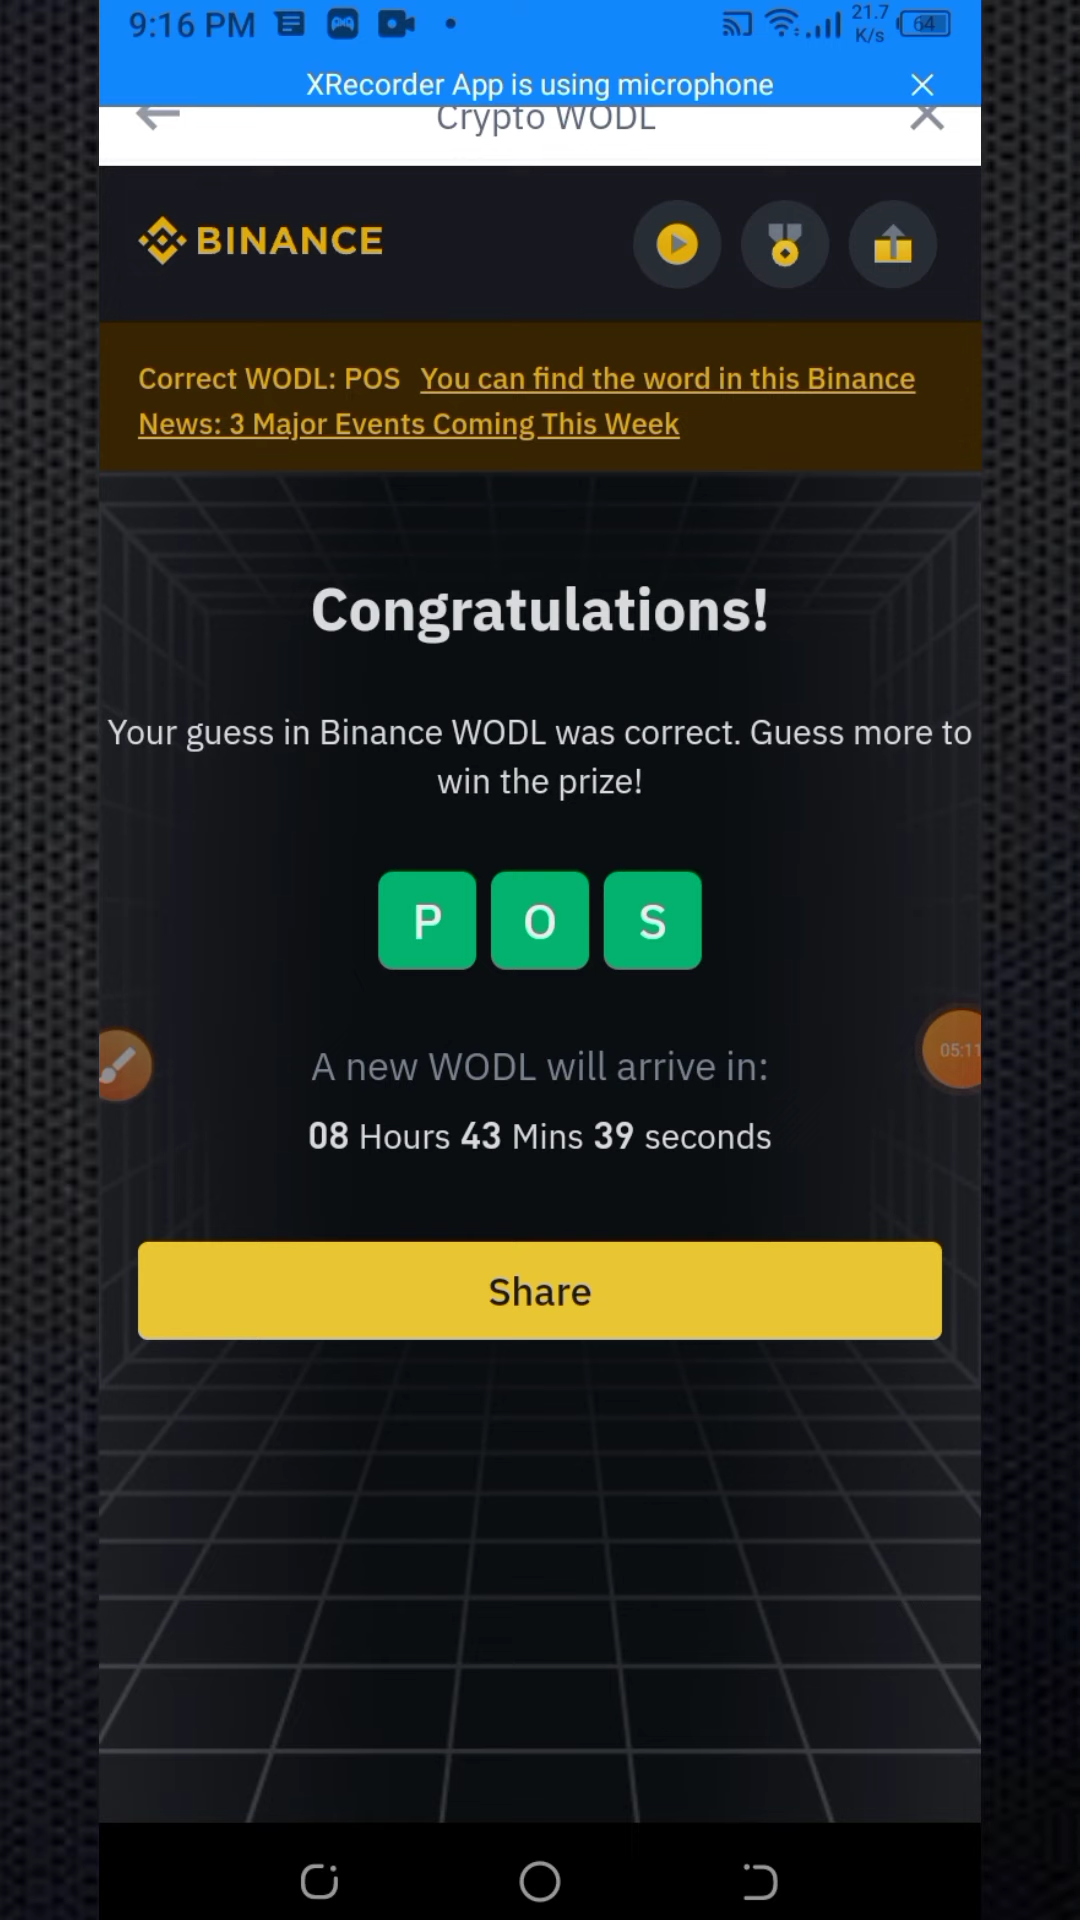 9:16 PM
21.7
K/s
64
XRecorder App is using microphone
Crypto WODL
BINANCE
Correct WODL: POS You can find the word in this Binance
News: 3 Major Events Coming This Week
Congratulations!
Your guess in Binance WODL was correct. Guess more to
win the prize!
P O S
05:11
A new WODL will arrive in:
08 Hours 43 Mins 39 seconds
Share